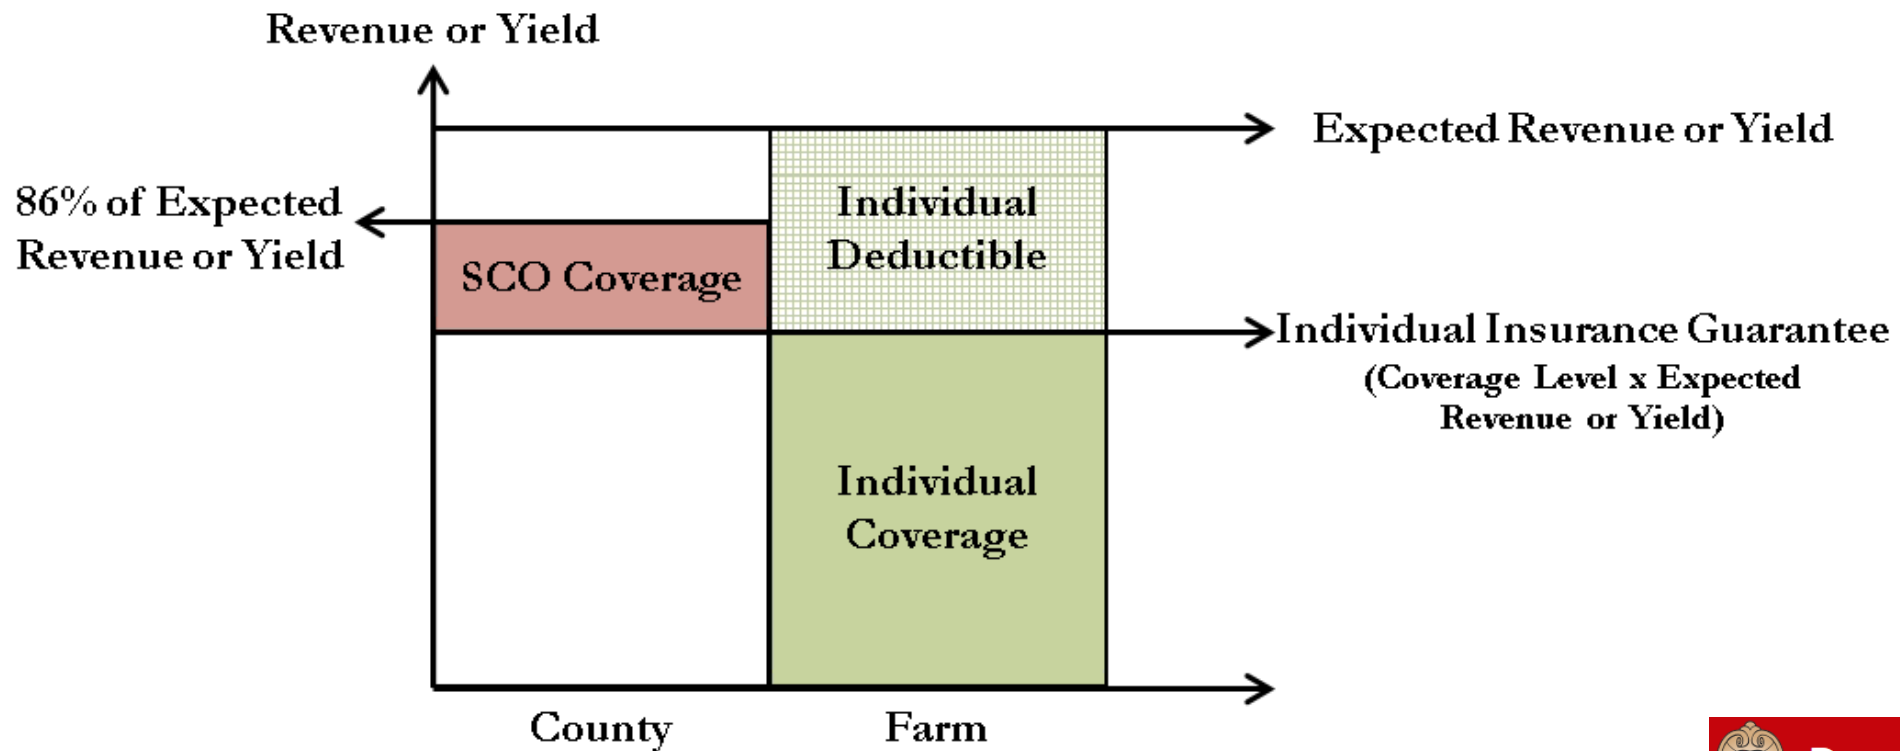 Revenue or Yield
Expected Revenue or Yield
86% of Expected
Revenue or Yield
Individual
Deductible
SCO Coverage
Individual Insurance Guarantee
(Coverage Level x Expected
Revenue or Yield)
Individual
Coverage
County
Farm